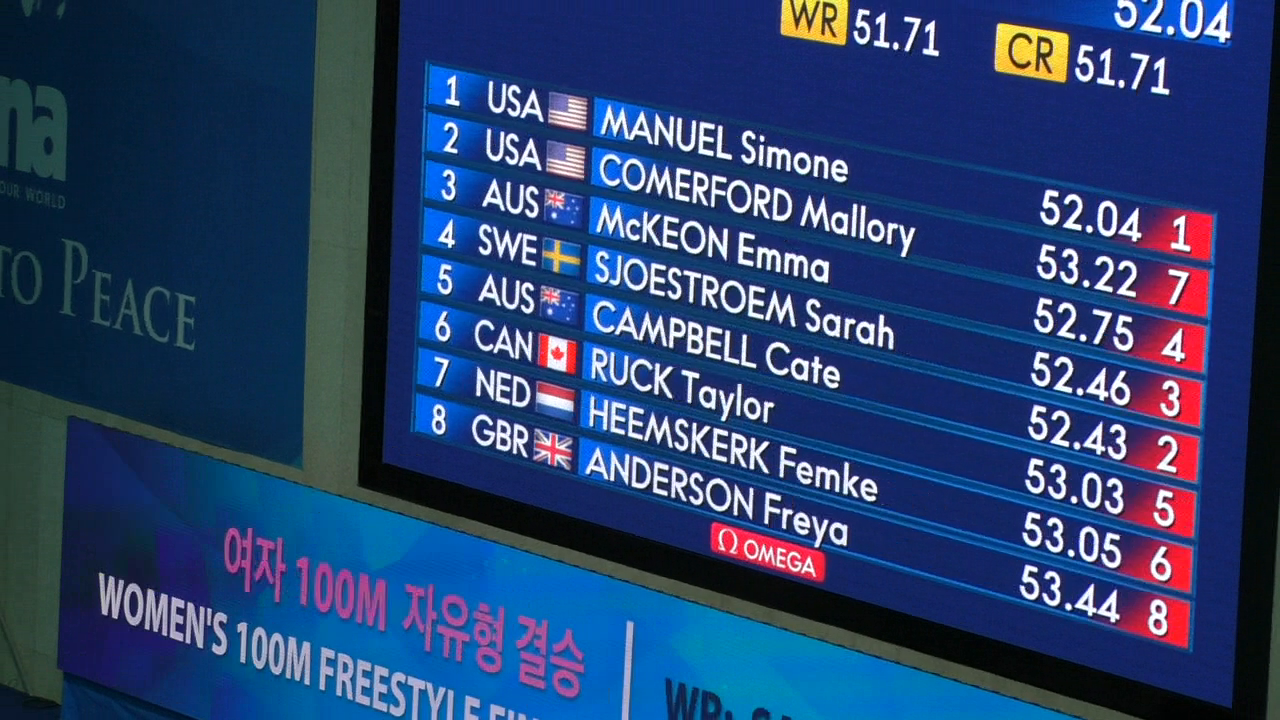 52.04
WR 51.71 CR 51.71
1 USA MANUEL Simone 52.04 1
2 USA COMERFORD Mallory 53.22 7
3 AUS McKEON Emma 52.75 4
4 SWE SJOESTROEM Sarah 52.46 3
5 AUS CAMPBELL Cate 52.43 2
6 CAN RUCK Taylor 53.03 5
7 NED HEEMSKERK Femke 53.05 6
8 GBR ANDERSON Freya 53.44 8
Ω OMEGA
na
OUR WORLD
TO PEACE
여자 100M 자유형 결승
WOMEN'S 100M FREESTYLE
WR: